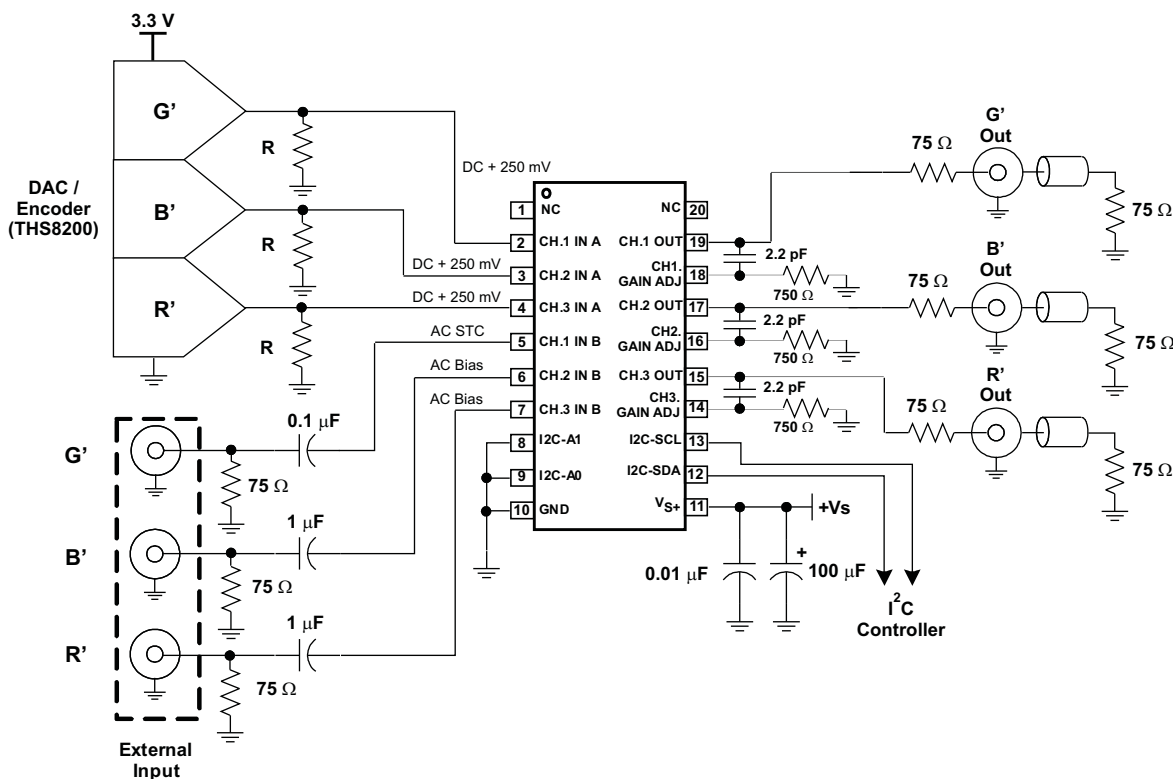 3.3 V
G’
B’
R’
DAC /
Encoder
(THS8200)
R
R
R
DC + 250 mV
DC + 250 mV
DC + 250 mV
AC STC
AC Bias
AC Bias
1 NC
2 CH.1 IN A
3 CH.2 IN A
4 CH.3 IN A
5 CH.1 IN B
6 CH.2 IN B
7 CH.3 IN B
8 I2C-A1
9 I2C-A0
10 GND
NC 20
CH.1 OUT 19
CH1. GAIN ADJ 18
CH.2 OUT 17
CH2. GAIN ADJ 16
CH.3 OUT 15
CH3. GAIN ADJ 14
I2C-SCL 13
I2C-SDA 12
VS+ 11
2.2 pF
750 Ω
2.2 pF
750 Ω
2.2 pF
750 Ω
75 Ω
G’
Out
75 Ω
75 Ω
B’
Out
75 Ω
75 Ω
R’
Out
75 Ω
+Vs
0.01 µF
+
100 µF
I2C
Controller
G’
75 Ω
0.1 µF
B’
75 Ω
1 µF
R’
75 Ω
1 µF
External
Input